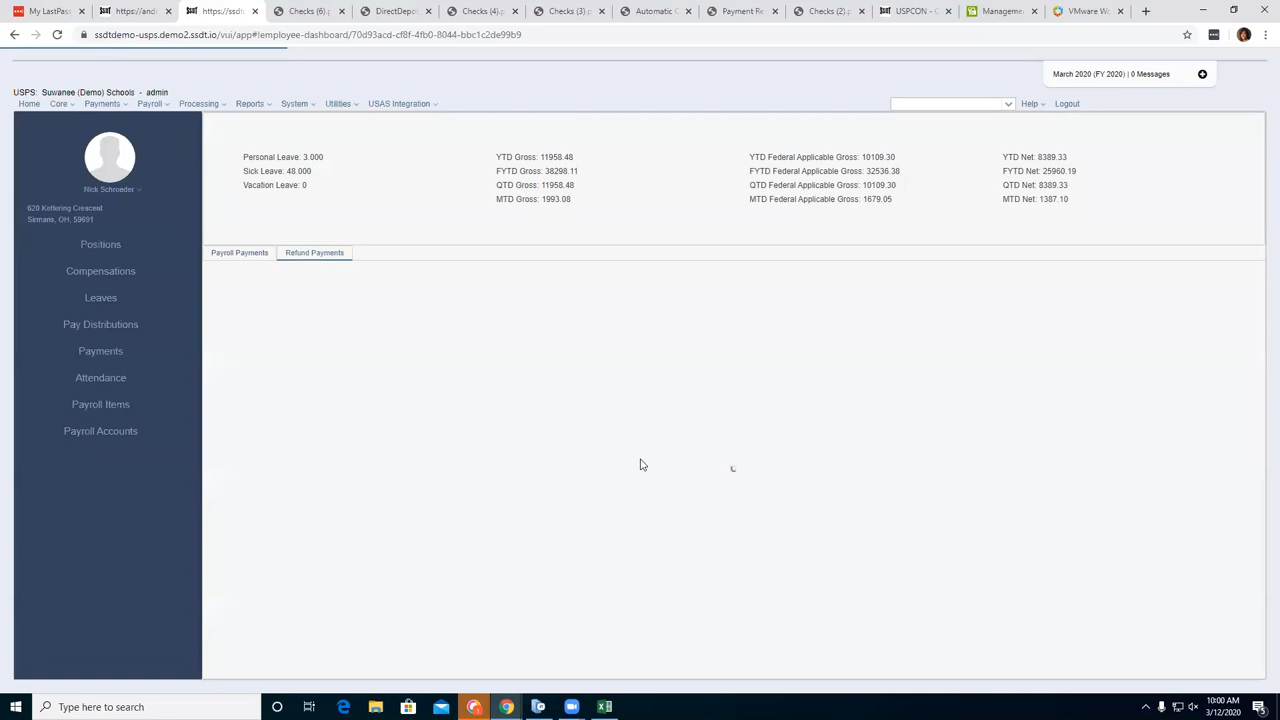 My LastPas
https://andr
https://ssdtd
Checks (6).p
DirectDepos
Checks (4).p
Checks (3).p
Automatic C
Payment Re
Checks (2).p
USPCON - C
Manageme
VMware Wo
ssdtdemo-usps.demo2.ssdt.io/vui/app#!employee-dashboard/70d93acd-cf8f-4fb0-8044-bbc1c2de99b9
March 2020 (FY 2020) | 0 Messages
USPS: Suwanee (Demo) Schools - admin
Home Core Payments Payroll Processing Reports System Utilities USAS Integration Help Logout
Nick Schroeder
620 Kettering Crescent
Sirmans, OH, 59691
Positions
Compensations
Leaves
Pay Distributions
Payments
Attendance
Payroll Items
Payroll Accounts
Personal Leave: 3.000
Sick Leave: 48.000
Vacation Leave: 0
YTD Gross: 11958.48
FYTD Gross: 38298.11
QTD Gross: 11958.48
MTD Gross: 1993.08
YTD Federal Applicable Gross: 10109.30
FYTD Federal Applicable Gross: 32536.38
QTD Federal Applicable Gross: 10109.30
MTD Federal Applicable Gross: 1679.05
YTD Net: 8389.33
FYTD Net: 25960.19
QTD Net: 8389.33
MTD Net: 1387.10
Payroll Payments Refund Payments
Type here to search
10:00 AM
3/12/2020